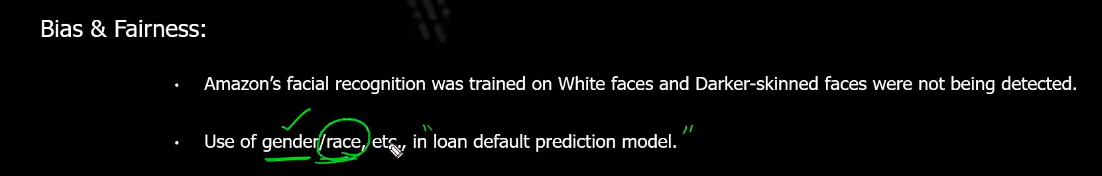 Bias & Fairness:
• Amazon's facial recognition was trained on White faces and Darker-skinned faces were not being detected.
• Use of gender/race, etc., in "loan default prediction model."